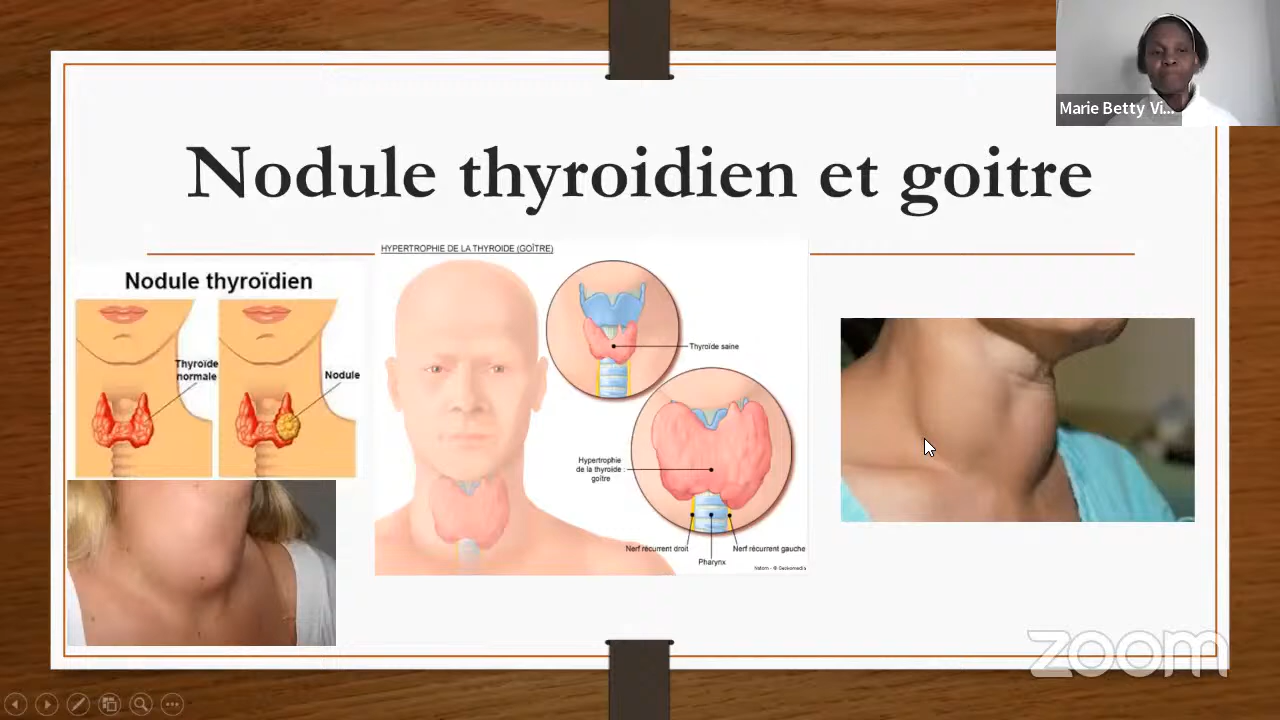 Marie Betty Vi...
Nodule thyroidien et goitre
HYPERTROPHIE DE LA THYROIDE (GOÎTRE)
Nodule thyroïdien
Thyroïde
normale
Nodule
Thyroïde saine
Hypertrophie
de la thyroïde :
goitre
Nerf récurrent droit
Nerf récurrent gauche
Pharynx
zoom